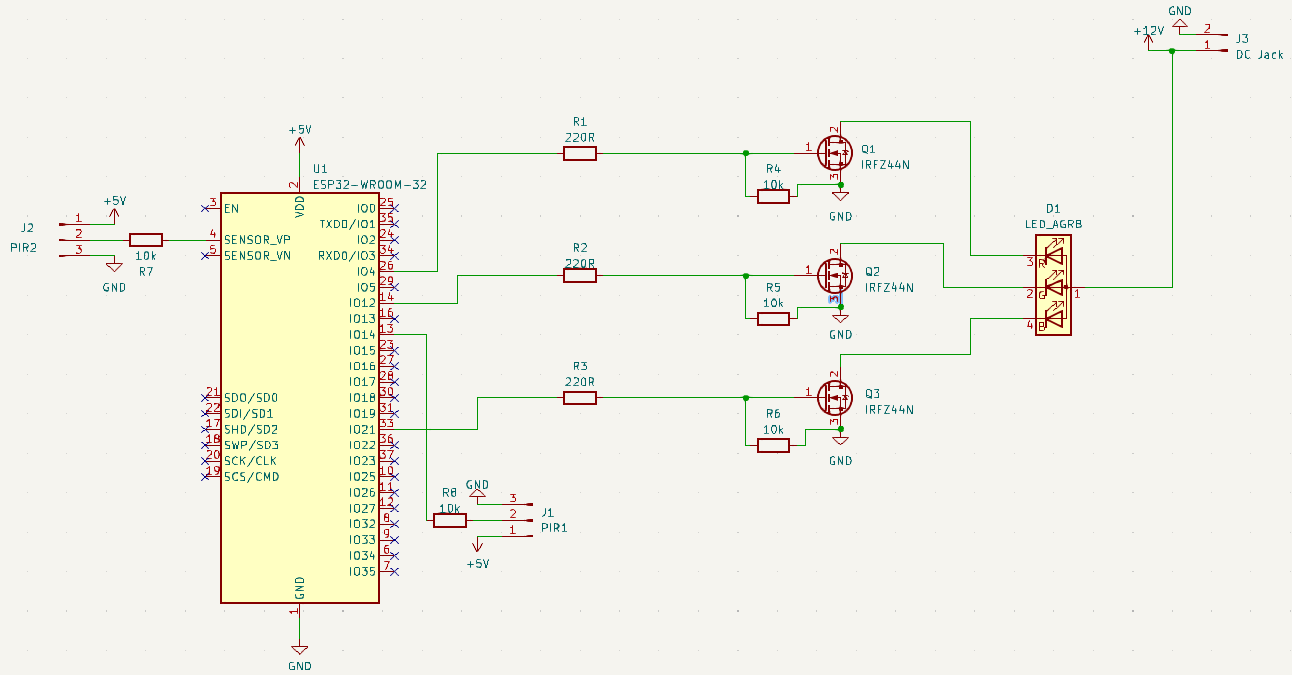 GND
+12V
2
1
J3
DC Jack
R1
220R
+5V
2
VDD
U1
ESP32-WROOM-32
R4
10k
1
2
3
Q1
IRFZ44N
GND
D1
LED_AGRB
3
R
2
G
4
B
1
J2
PIR2
+5V
1
2
3
10k
R7
GND
3
EN
4
SENSOR_VP
5
SENSOR_VN
21
SDO/SD0
22
SDI/SD1
17
SHD/SD2
18
SWP/SD3
20
SCK/CLK
19
SCS/CMD
IO0
25
TXD0/IO1
35
IO2
24
RXD0/IO3
34
IO4
26
IO5
29
IO12
14
IO13
16
IO14
13
IO15
23
IO16
27
IO17
28
IO18
30
IO19
31
IO21
33
IO22
36
IO23
37
IO25
10
IO26
11
IO27
12
IO32
8
IO33
9
IO34
6
IO35
7
R2
220R
R5
10k
1
2
3
Q2
IRFZ44N
GND
R3
220R
R6
10k
1
2
3
Q3
IRFZ44N
GND
R8
10k
GND
3
2
1
J1
PIR1
+5V
GND
1
GND